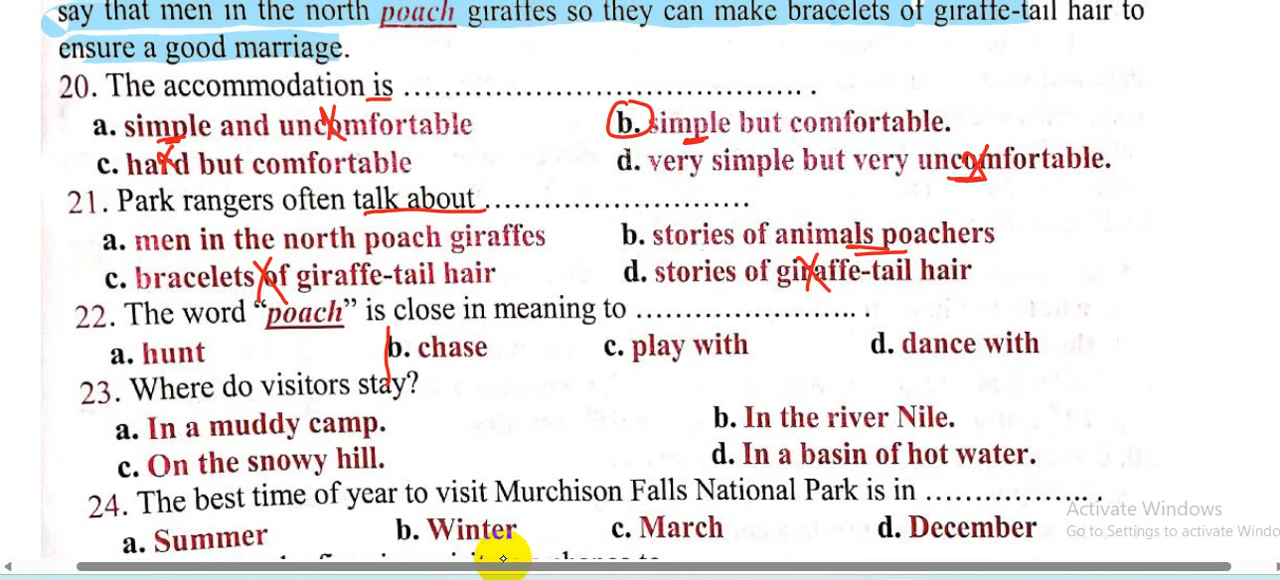 say that men in the north poach giraffes so they can make bracelets of giraffe-tail hair to
ensure a good marriage.
20. The accommodation is ..........................................
a. simple and uncomfortable b. simple but comfortable.
c. hard but comfortable d. very simple but very uncomfortable.
21. Park rangers often talk about ............................
a. men in the north poach giraffes b. stories of animals poachers
c. bracelets of giraffe-tail hair d. stories of giraffe-tail hair
22. The word “poach” is close in meaning to ........................
a. hunt b. chase c. play with d. dance with
23. Where do visitors stay?
a. In a muddy camp. b. In the river Nile.
c. On the snowy hill. d. In a basin of hot water.
24. The best time of year to visit Murchison Falls National Park is in ..................
a. Summer b. Winter c. March d. December
Activate Windows
Go to Settings to activate Windo